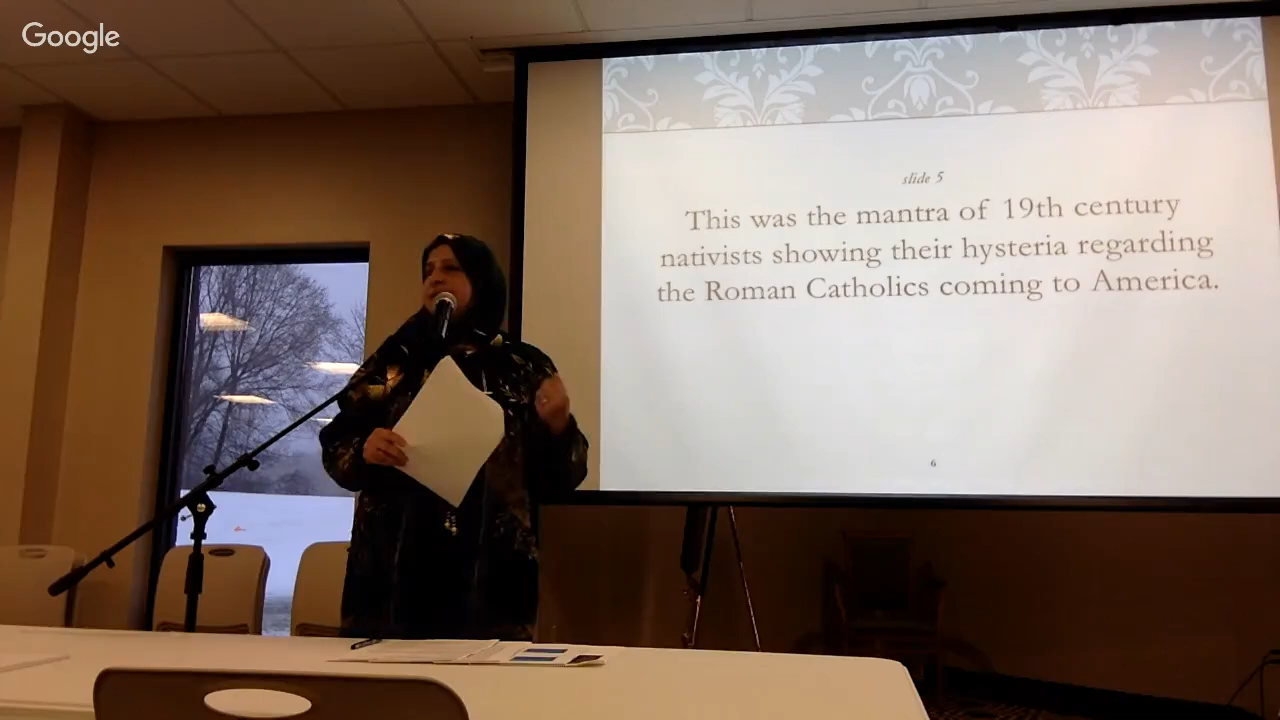 Google
slide 5
This was the mantra of 19th century
nativists showing their hysteria regarding
the Roman Catholics coming to America.
6